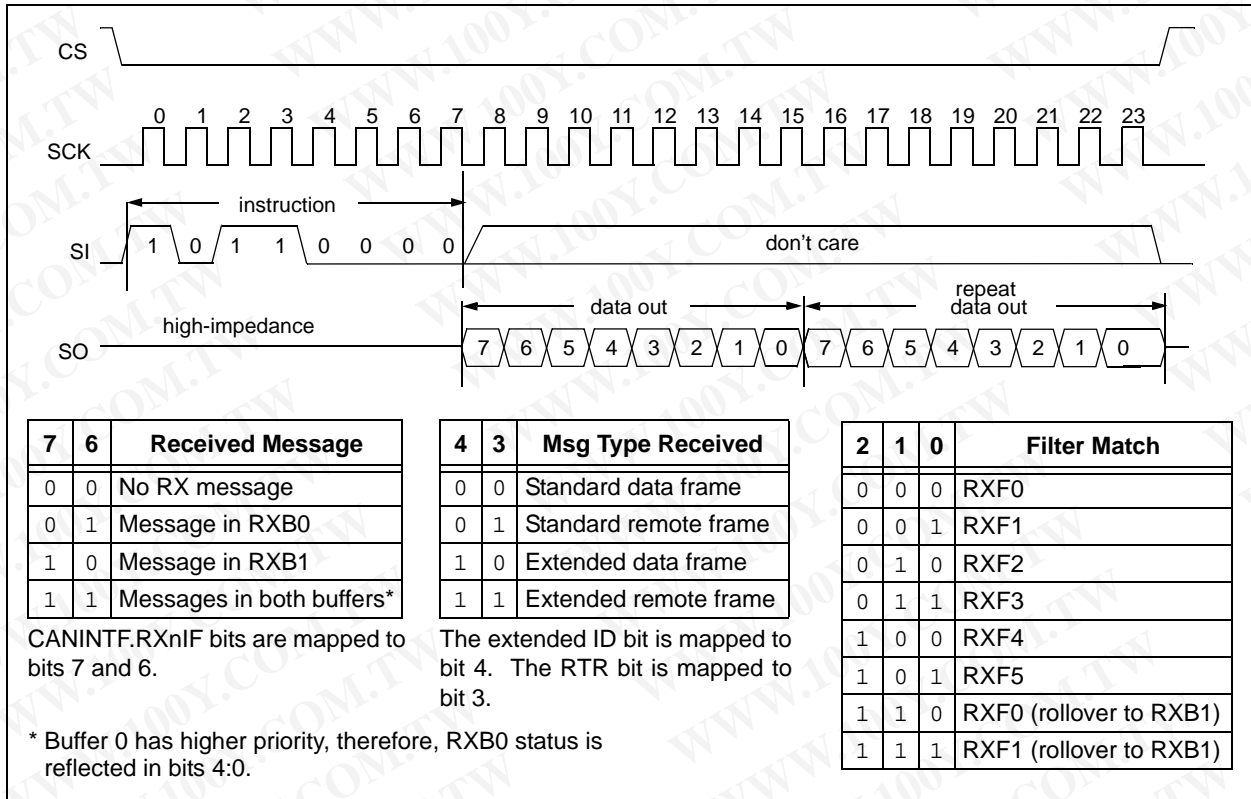 CS
0 1 2 3 4 5 6 7 8 9 10 11 12 13 14 15 16 17 18 19 20 21 22 23
SCK
instruction
SI 1 0 1 1 0 0 0 0 don't care
repeat
data out data out
high-impedance
SO 7 6 5 4 3 2 1 0 7 6 5 4 3 2 1 0
7 6 Received Message
0 0 No RX message
0 1 Message in RXB0
1 0 Message in RXB1
1 1 Messages in both buffers*
CANINTF.RXnIF bits are mapped to
bits 7 and 6.
4 3 Msg Type Received
0 0 Standard data frame
0 1 Standard remote frame
1 0 Extended data frame
1 1 Extended remote frame
The extended ID bit is mapped to
bit 4. The RTR bit is mapped to
bit 3.
2 1 0 Filter Match
0 0 0 RXF0
0 0 1 RXF1
0 1 0 RXF2
0 1 1 RXF3
1 0 0 RXF4
1 0 1 RXF5
1 1 0 RXF0 (rollover to RXB1)
1 1 1 RXF1 (rollover to RXB1)
* Buffer 0 has higher priority, therefore, RXB0 status is
reflected in bits 4:0.
WWW.100Y.COM.TW